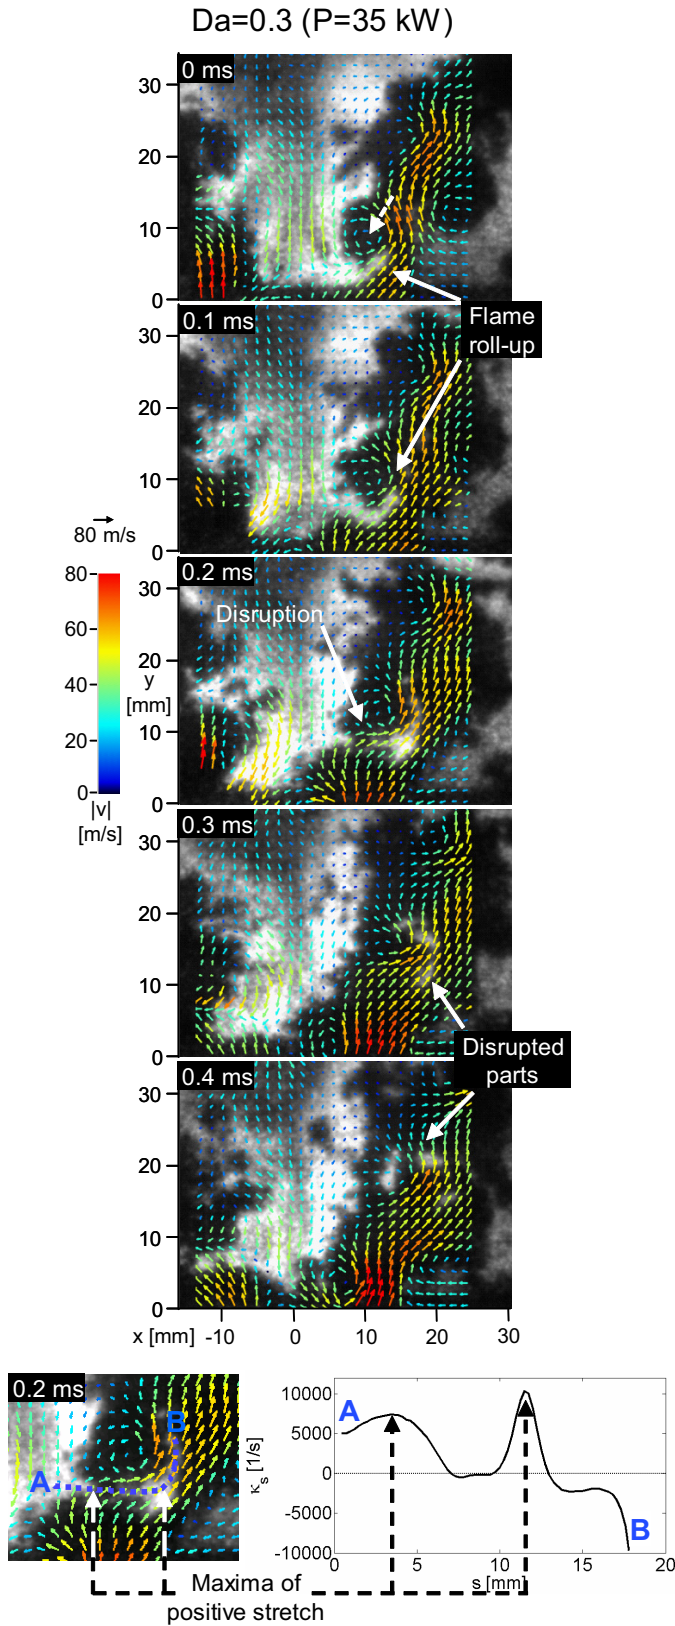 Da=0.3 (P=35 kW)
0 ms
30
20
10
0
Flame
roll-up
0.1 ms
30
20
10
0
80 m/s
80
60
40
20
0
|v|
[m/s]
0.2 ms
Disruption
30
20
y
[mm]
10
0
0.3 ms
30
20
10
0
Disrupted
parts
0.4 ms
30
20
10
0
x [mm] -10 0 10 20 30
0.2 ms
A
B
10000
5000
0
-5000
-10000
κs [1/s]
A
B
0 5 10 15 20
s [mm]
Maxima of
positive stretch